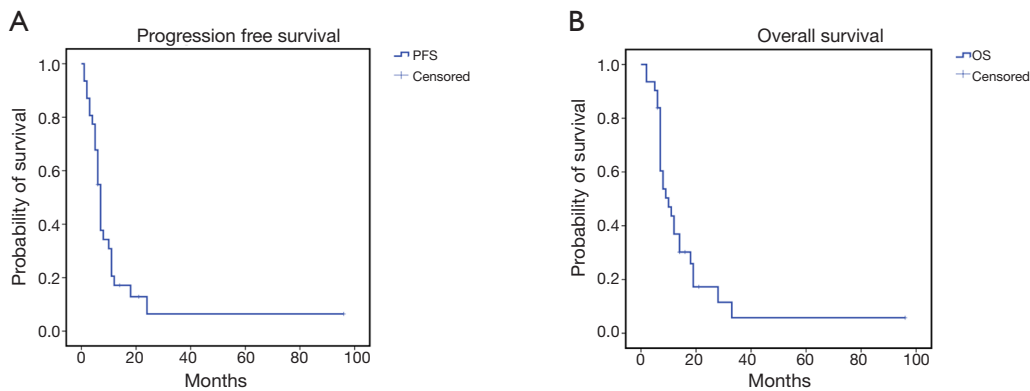 A
Progression free survival
PFS
Censored
Probability of survival
1.0
0.8
0.6
0.4
0.2
0.0
0 20 40 60 80 100
Months
B
Overall survival
OS
Censored
Probability of survival
1.0
0.8
0.6
0.4
0.2
0.0
0 20 40 60 80 100
Months